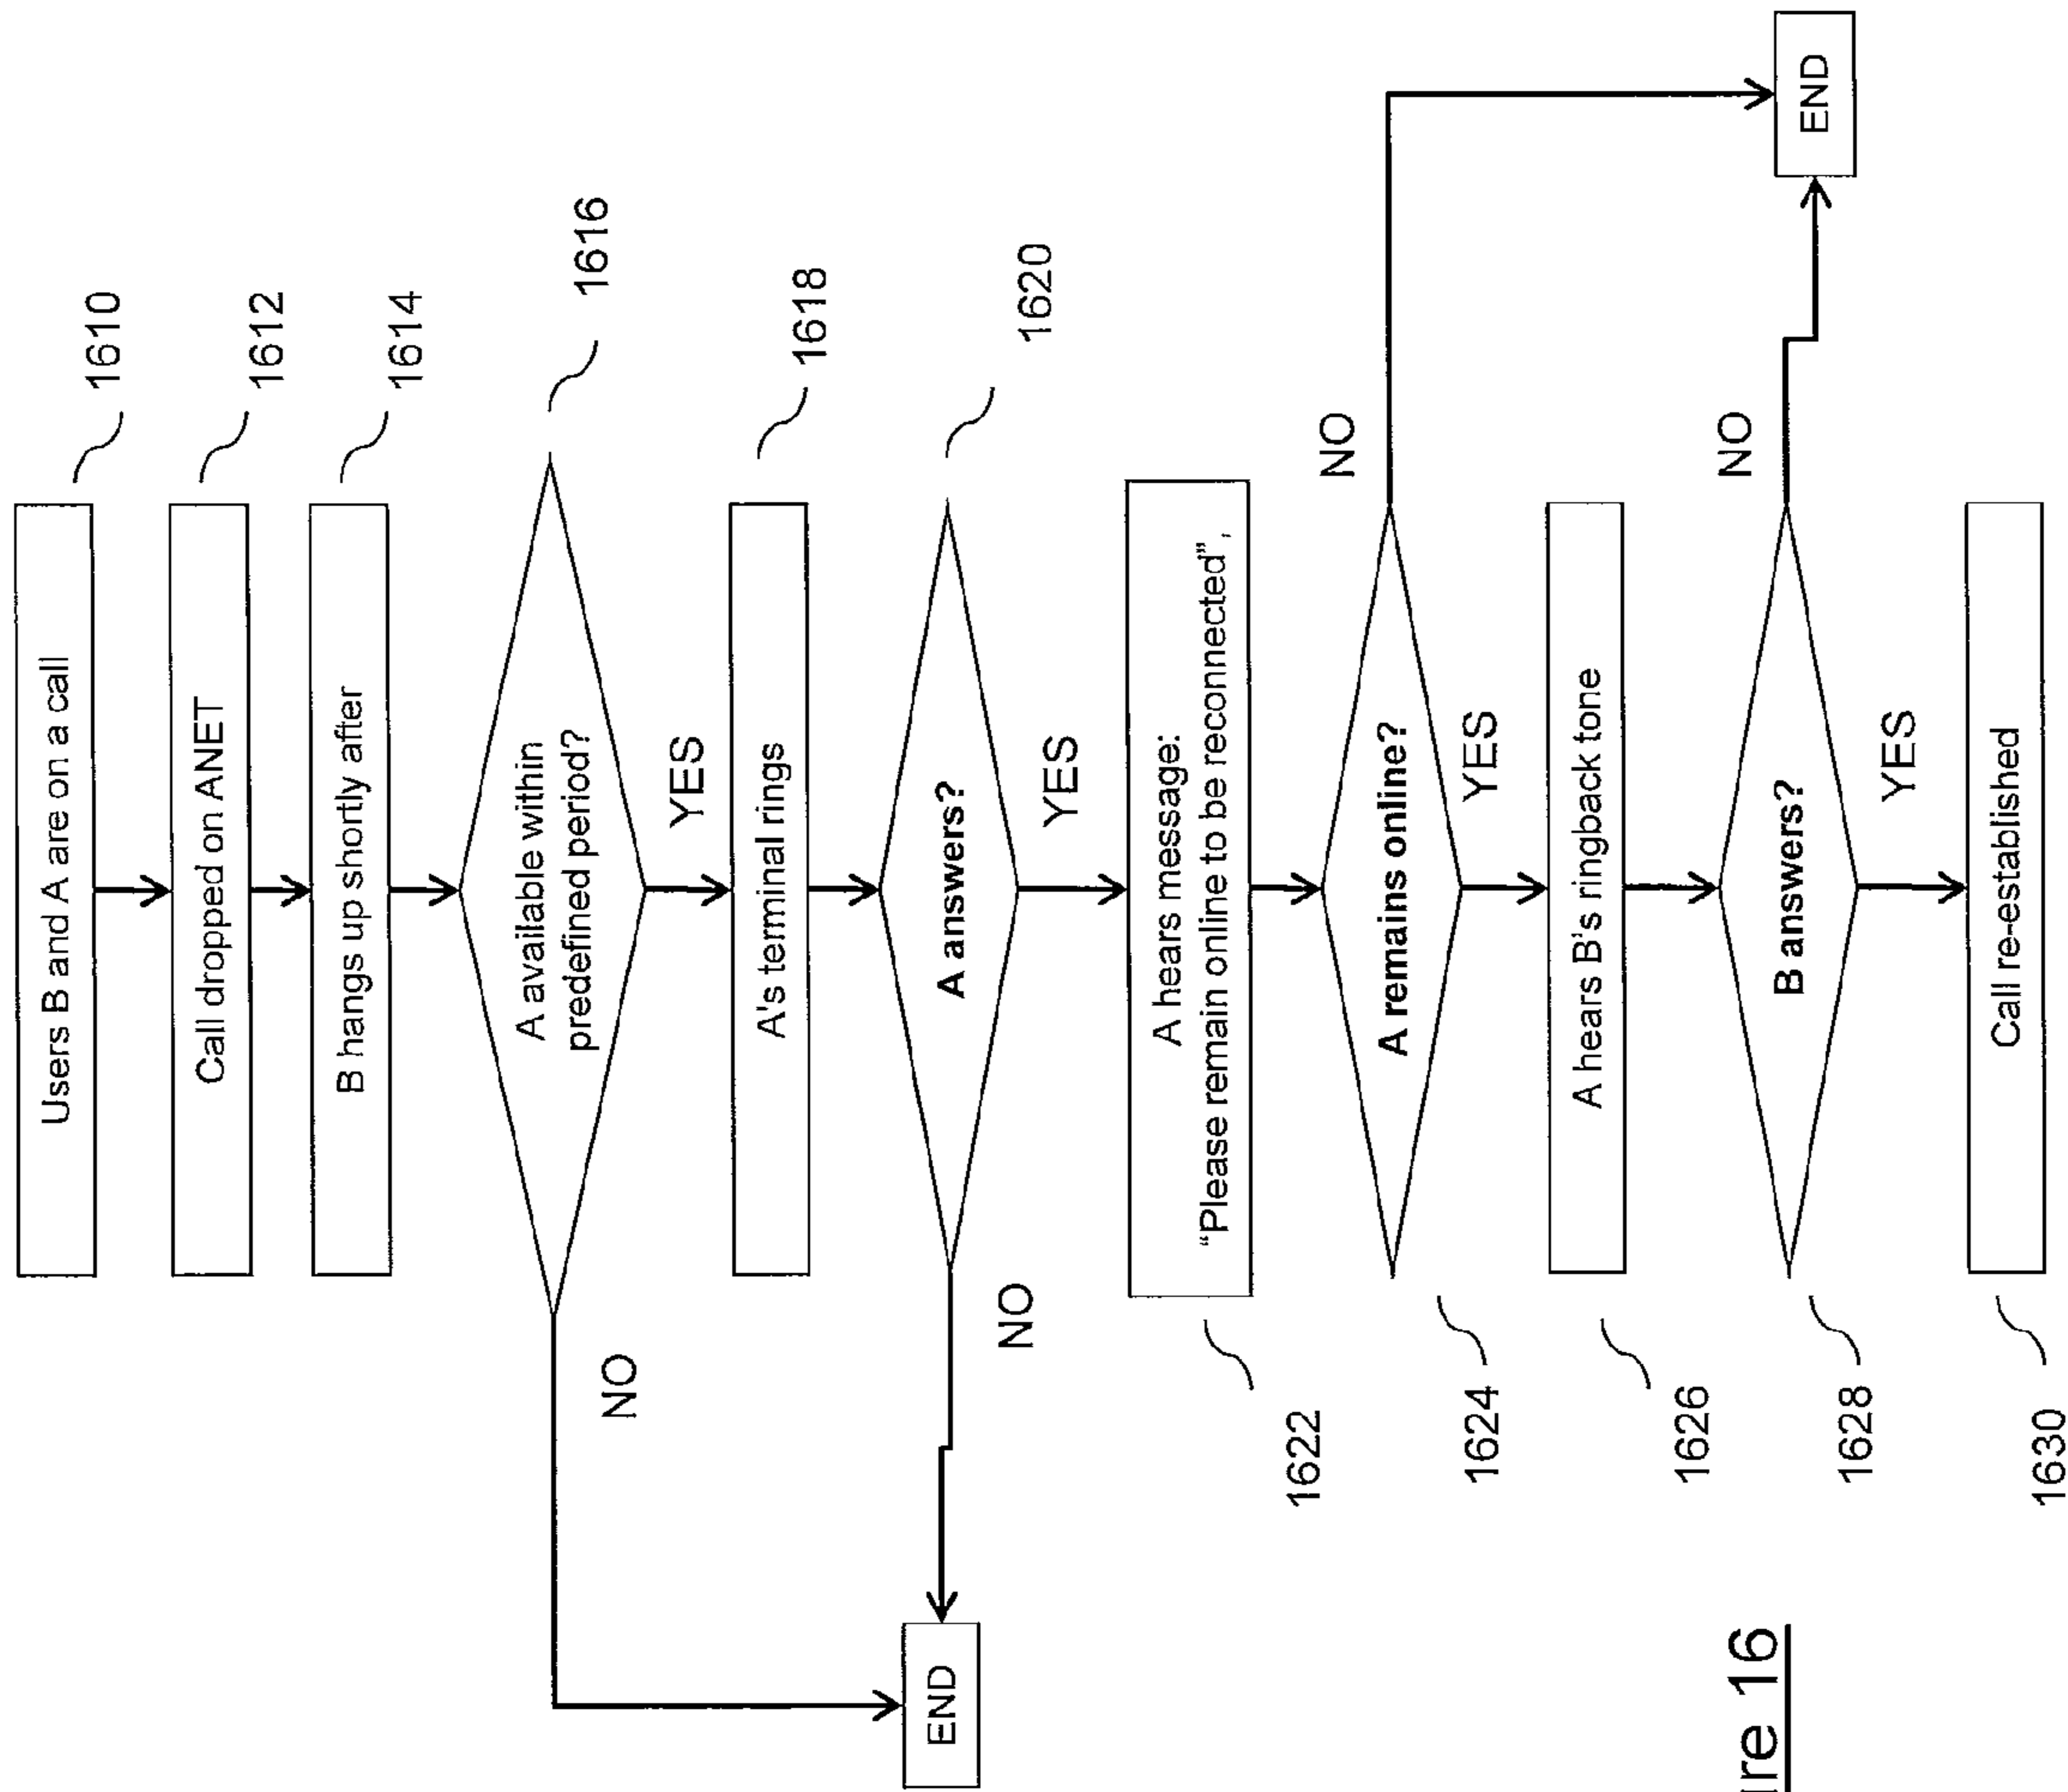 Users B and A are on a call
1610
Call dropped on ANET
1612
B hangs up shortly after
1614
A available within
predefined period?
1616
NO
YES
A's terminal rings
1618
A answers?
1620
NO
YES
END
A hears message:
"Please remain online to be reconnected",
1622
A remains online?
1624
NO
YES
A hears B's ringback tone
1626
B answers?
1628
NO
END
YES
Call re-established
1630
16